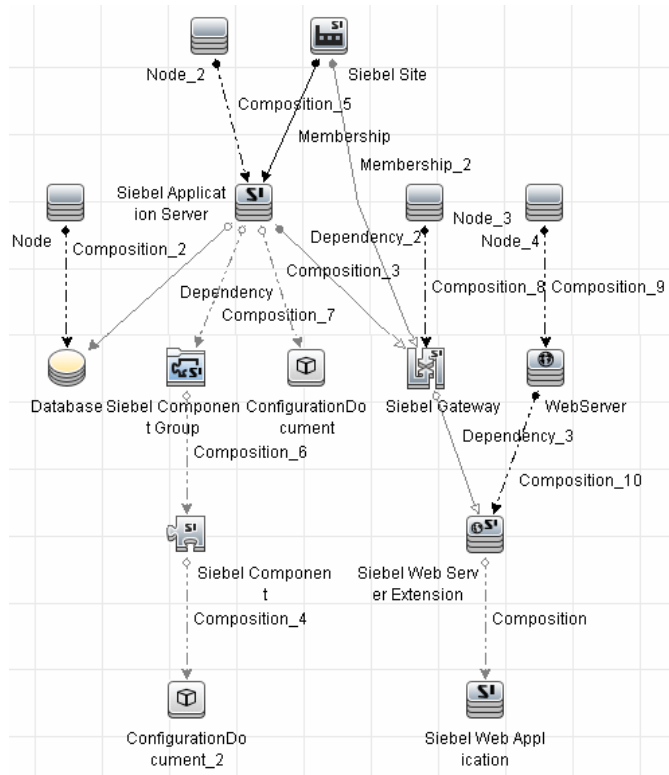 Node_2
Siebel Site
Composition_5
Membership
Membership_2
Siebel Applicat
ion Server
Node
Composition_2
Dependency_2
Node_3
Node_4
Composition_3
Dependency
Composition_7
Composition_8
Composition_9
Database
Siebel Componen
t Group
ConfigurationDo
cument
Siebel Gateway
WebServer
Dependency_3
Composition_6
Composition_10
Siebel Componen
t
Siebel Web Serv
er Extension
Composition_4
Composition
ConfigurationDo
cument_2
Siebel Web Appl
ication